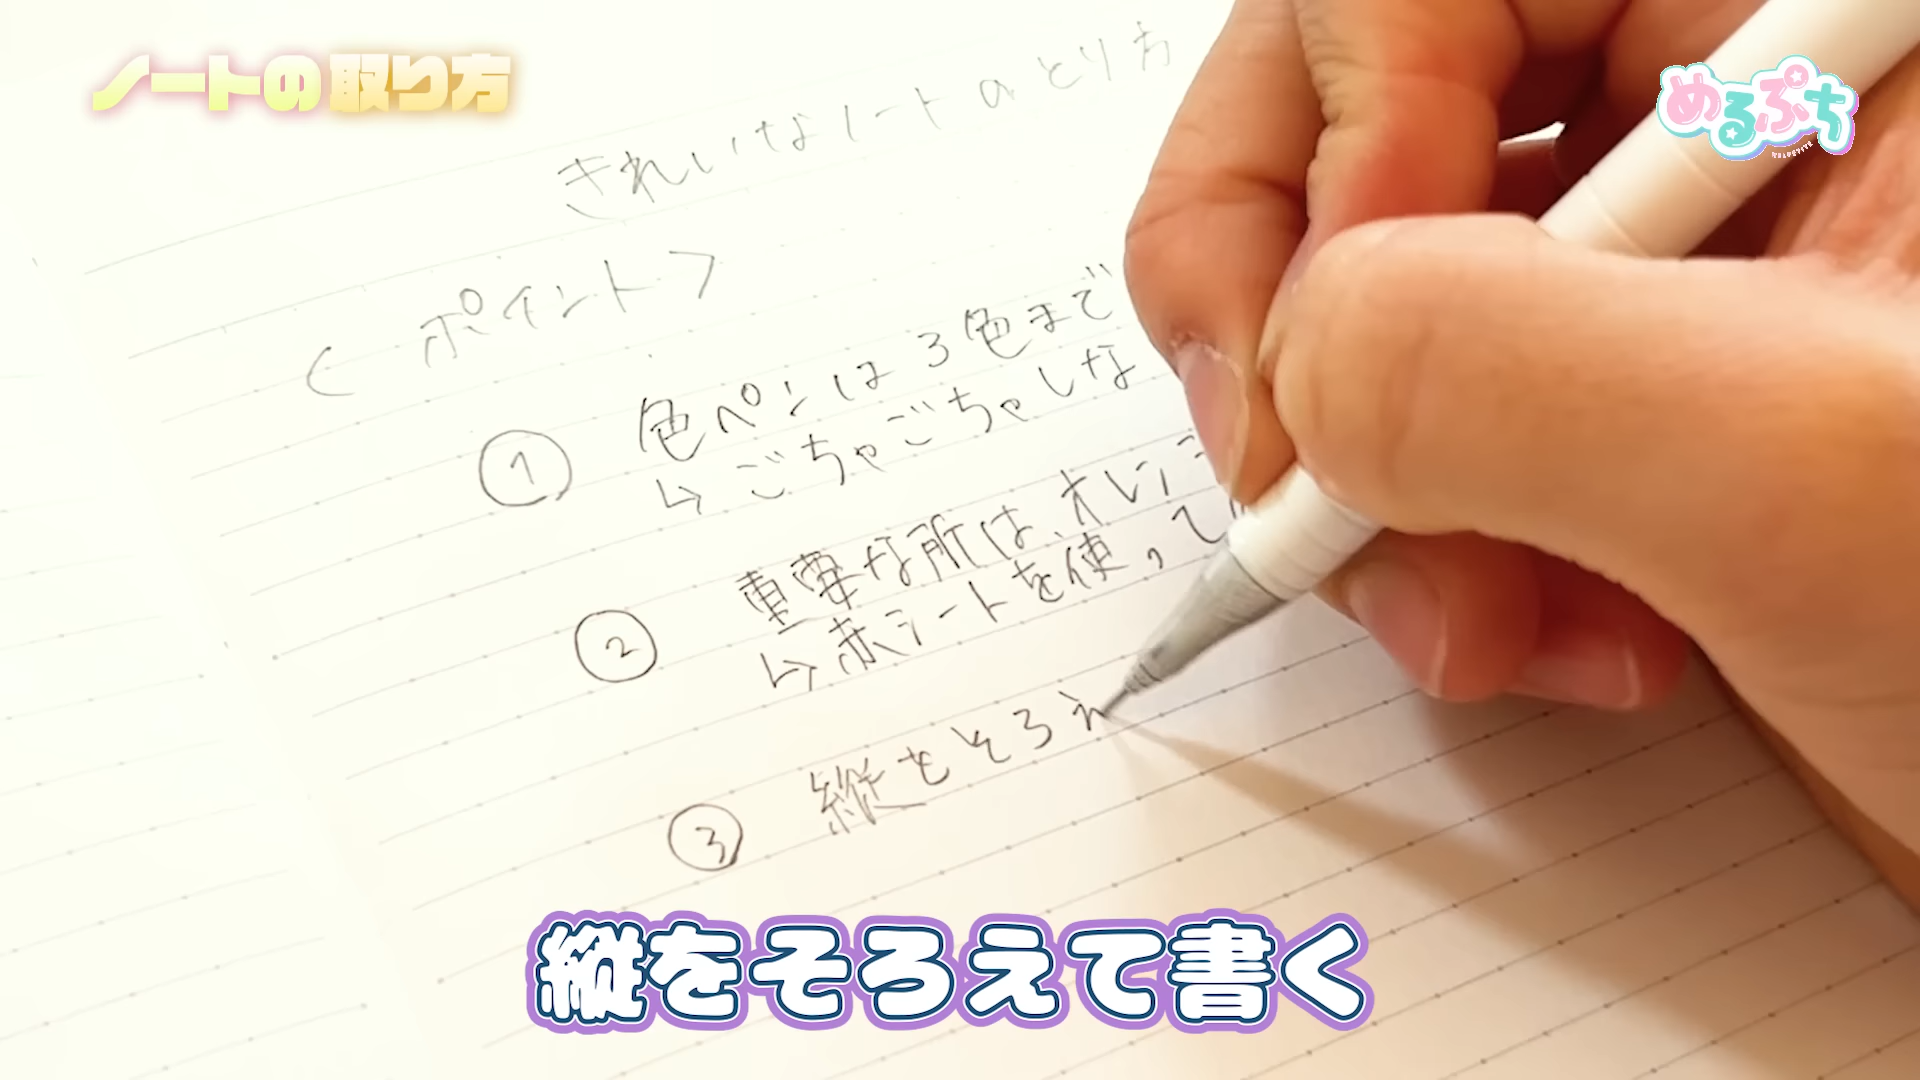 ノートの取り方
めるぷち
きれいなノートのとり方
<ポイント>
① 色ペンは3色まで
↳ ごちゃごちゃしな
② 重要な所は、オレン
↳ 赤シートを使って
③ 縦をそろえ
縦をそろえて書く